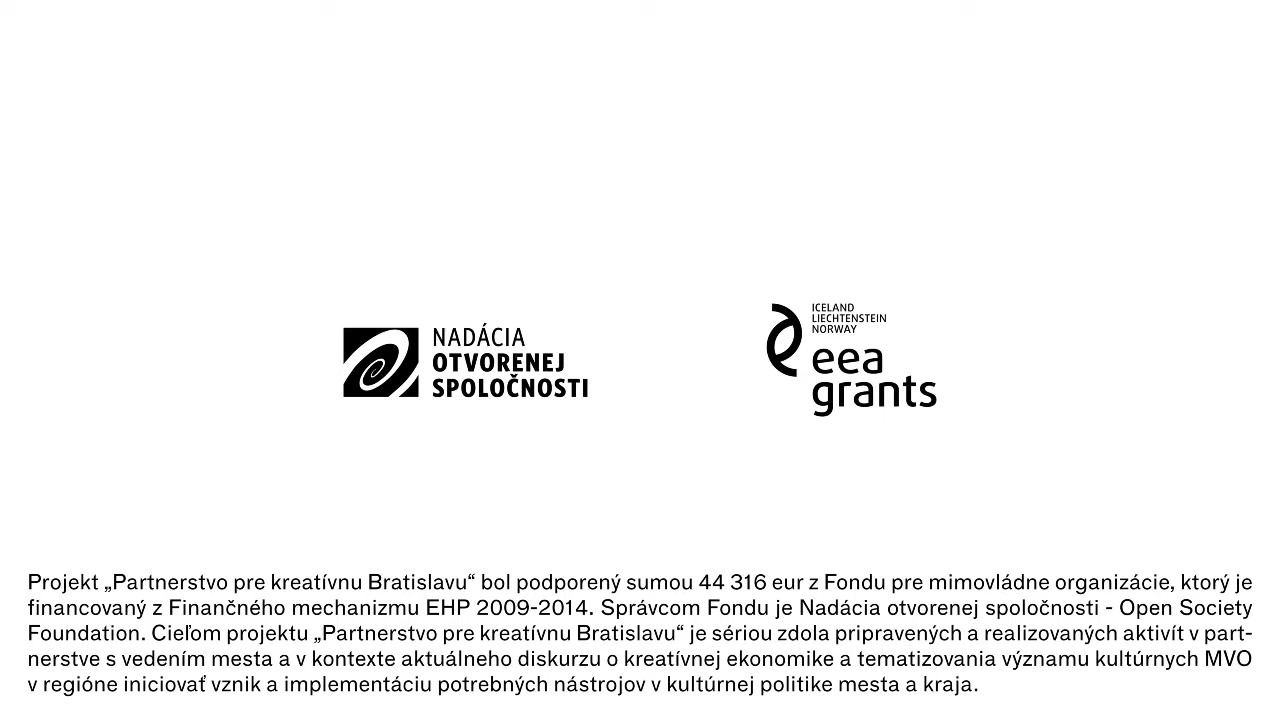 NADÁCIA
OTVORENEJ
SPOLOČNOSTI
ICELAND
LIECHTENSTEIN
NORWAY
eea
grants
Projekt „Partnerstvo pre kreatívnu Bratislavu“ bol podporený sumou 44 316 eur z Fondu pre mimovládne organizácie, ktorý je
financovaný z Finančného mechanizmu EHP 2009-2014. Správcom Fondu je Nadácia otvorenej spoločnosti - Open Society
Foundation. Cieľom projektu „Partnerstvo pre kreatívnu Bratislavu“ je sériou zdola pripravených a realizovaných aktivít v part-
nerstve s vedením mesta a v kontexte aktuálneho diskurzu o kreatívnej ekonomike a tematizovania významu kultúrnych MVO
v regióne iniciovať vznik a implementáciu potrebných nástrojov v kultúrnej politike mesta a kraja.